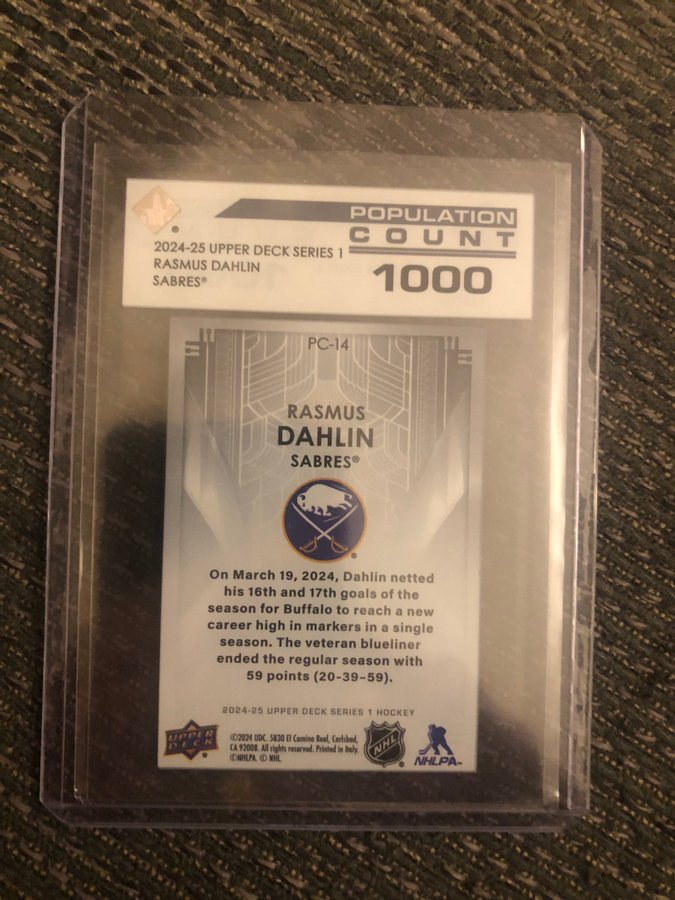 POPULATION
COUNT
1000
®
2024-25 UPPER DECK SERIES 1
RASMUS DAHLIN
SABRES®
PC-14
RASMUS
DAHLIN
SABRES®
®
On March 19, 2024, Dahlin netted
his 16th and 17th goals of the
season for Buffalo to reach a new
career high in markers in a single
season. The veteran blueliner
ended the regular season with
59 points (20-39–59).
2024-25 UPPER DECK SERIES 1 HOCKEY
UPPER
DECK
®
©2024 UDC. 5830 El Camino Real, Carlsbad,
CA 92008. All rights reserved. Printed in Italy.
©NHLPA. © NHL.
NHL
®
NHLPA™